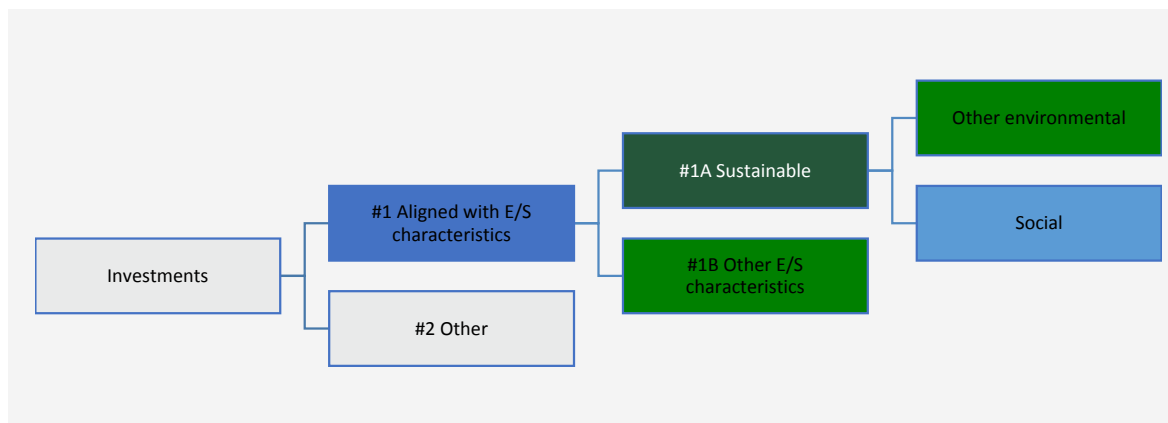 Investments
#1 Aligned with E/S
characteristics
#2 Other
#1A Sustainable
#1B Other E/S
characteristics
Other environmental
Social